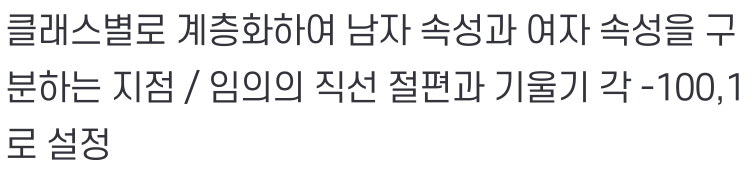 클래스별로 계층화하여 남자 속성과 여자 속성을 구
분하는 지점 / 임의의 직선 절편과 기울기 각 -100,1
로 설정